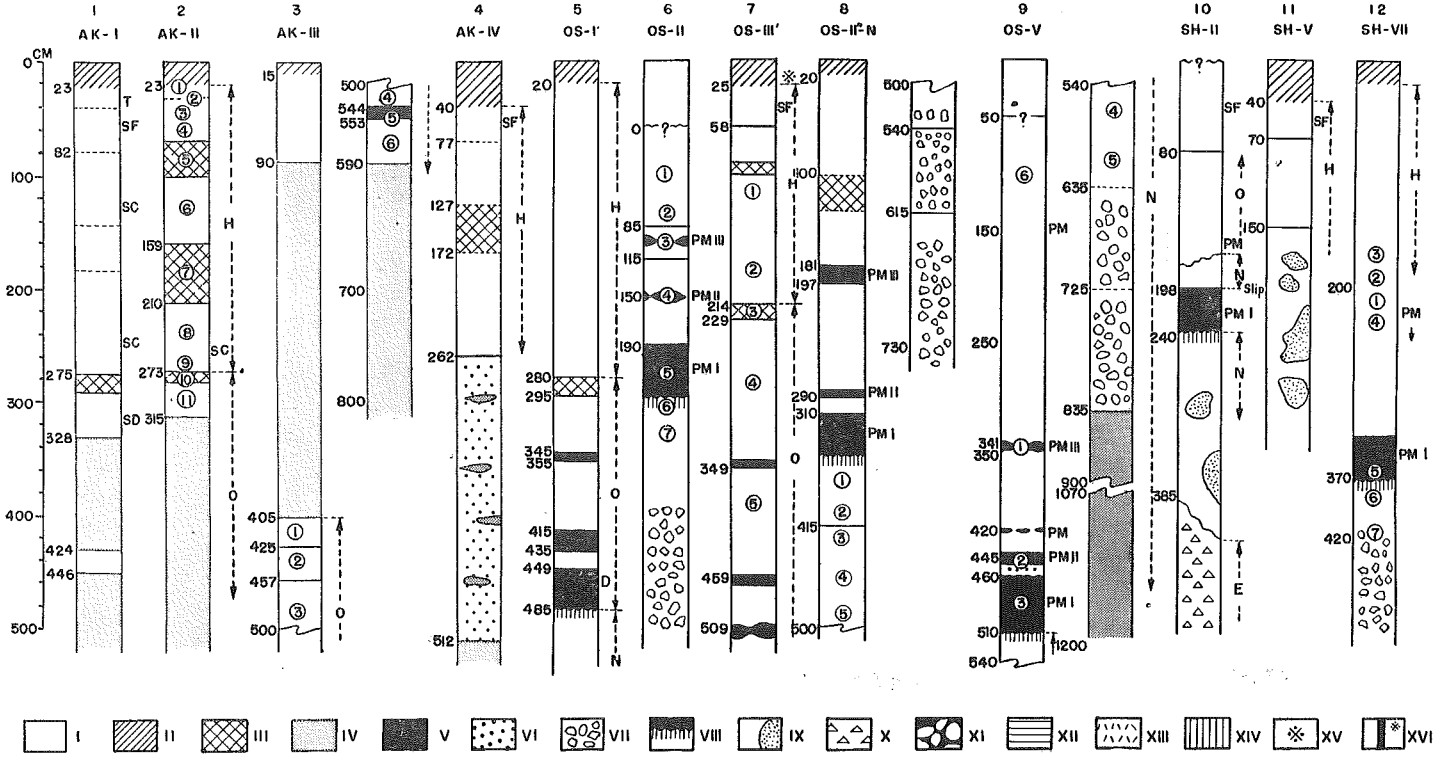 1 2 3 4 5 6 7 8 9 10 11 12
AK-I AK-II AK-III AK-IV OS-I' OS-II OS-III' OS-II'-N OS-V SH-II SH-V SH-VII
CM
0
100
200
300
400
500
23
82
275
328
424
446
T
SF
SC
SC
SD
23
159
210
273
315
① ② ③ ④ ⑤ ⑥ ⑦ ⑧ ⑨ ⑩ ⑪
SC
H
O
15
90
405
425
457
500
① ② ③
O
500
544
553
590
700
800
④ ⑤ ⑥
40
77
127
172
262
512
SF
H
20
280
295
345
355
415
435
449
485
D
H
O
N
0
?
85
115
150
190
① ② ③ ④ ⑤ ⑥ ⑦
PM III
PM II
PM I
25
58
214
229
349
459
509
① ② ③ ④ ⑤
SF
H
O
※ 20
100
181
197
290
310
415
500
① ② ③ ④ ⑤
PM III
PM II
PM I
500
540
615
730
50
?
150
250
341
350
420
445
460
510
540
⑥ ① ② ③
PM
PM III
PM
PM II
PM I
1200
540
635
725
835
900
1070
④ ⑤
N
?
80
198
240
385
SF
O
PM
N
Slip
PM I
N
E
40
70
150
SF
H
200
370
420
③ ② ① ④ ⑤ ⑥ ⑦
H
PM
PM I
I II III IV V VI VII VIII IX X XI XII XIII XIV ※ XV ※ XVI